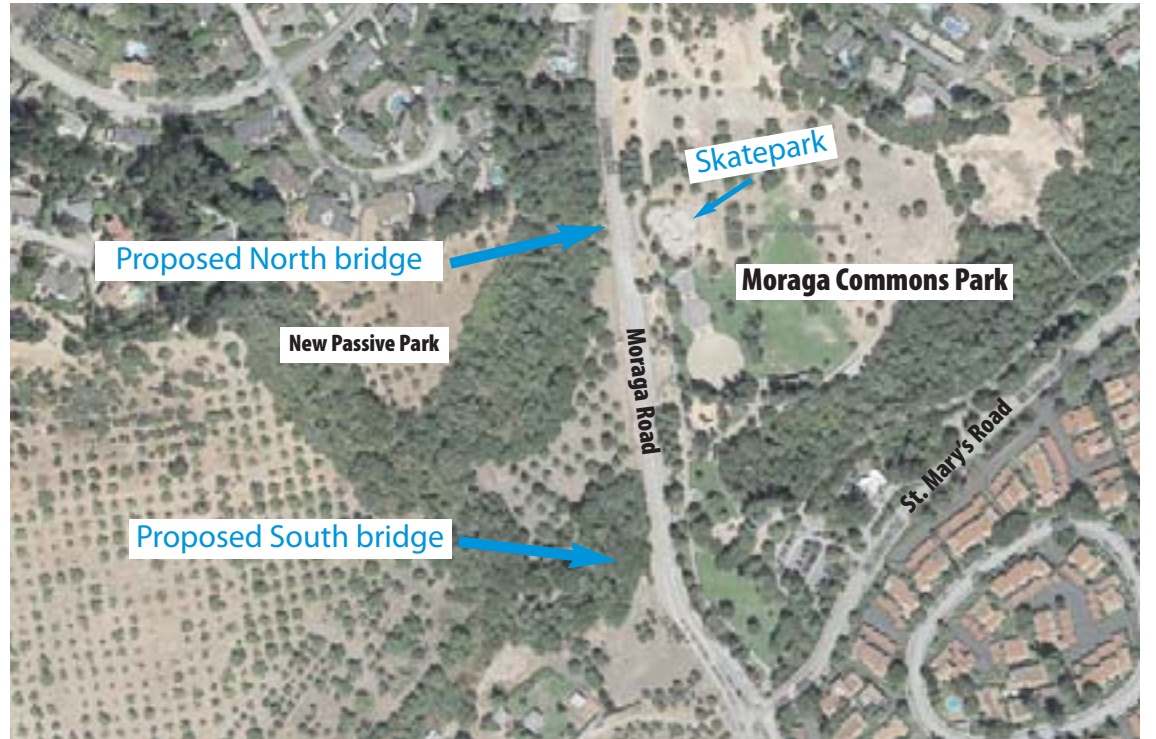 Skatepark
Proposed North bridge
Moraga Commons Park
New Passive Park
Moraga Road
St. Mary's Road
Proposed South bridge